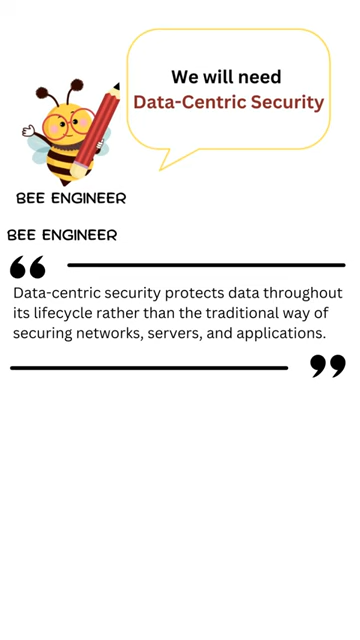 We will need
Data-Centric Security
BEE ENGINEER
BEE ENGINEER
“
Data-centric security protects data throughout
its lifecycle rather than the traditional way of
securing networks, servers, and applications.
”